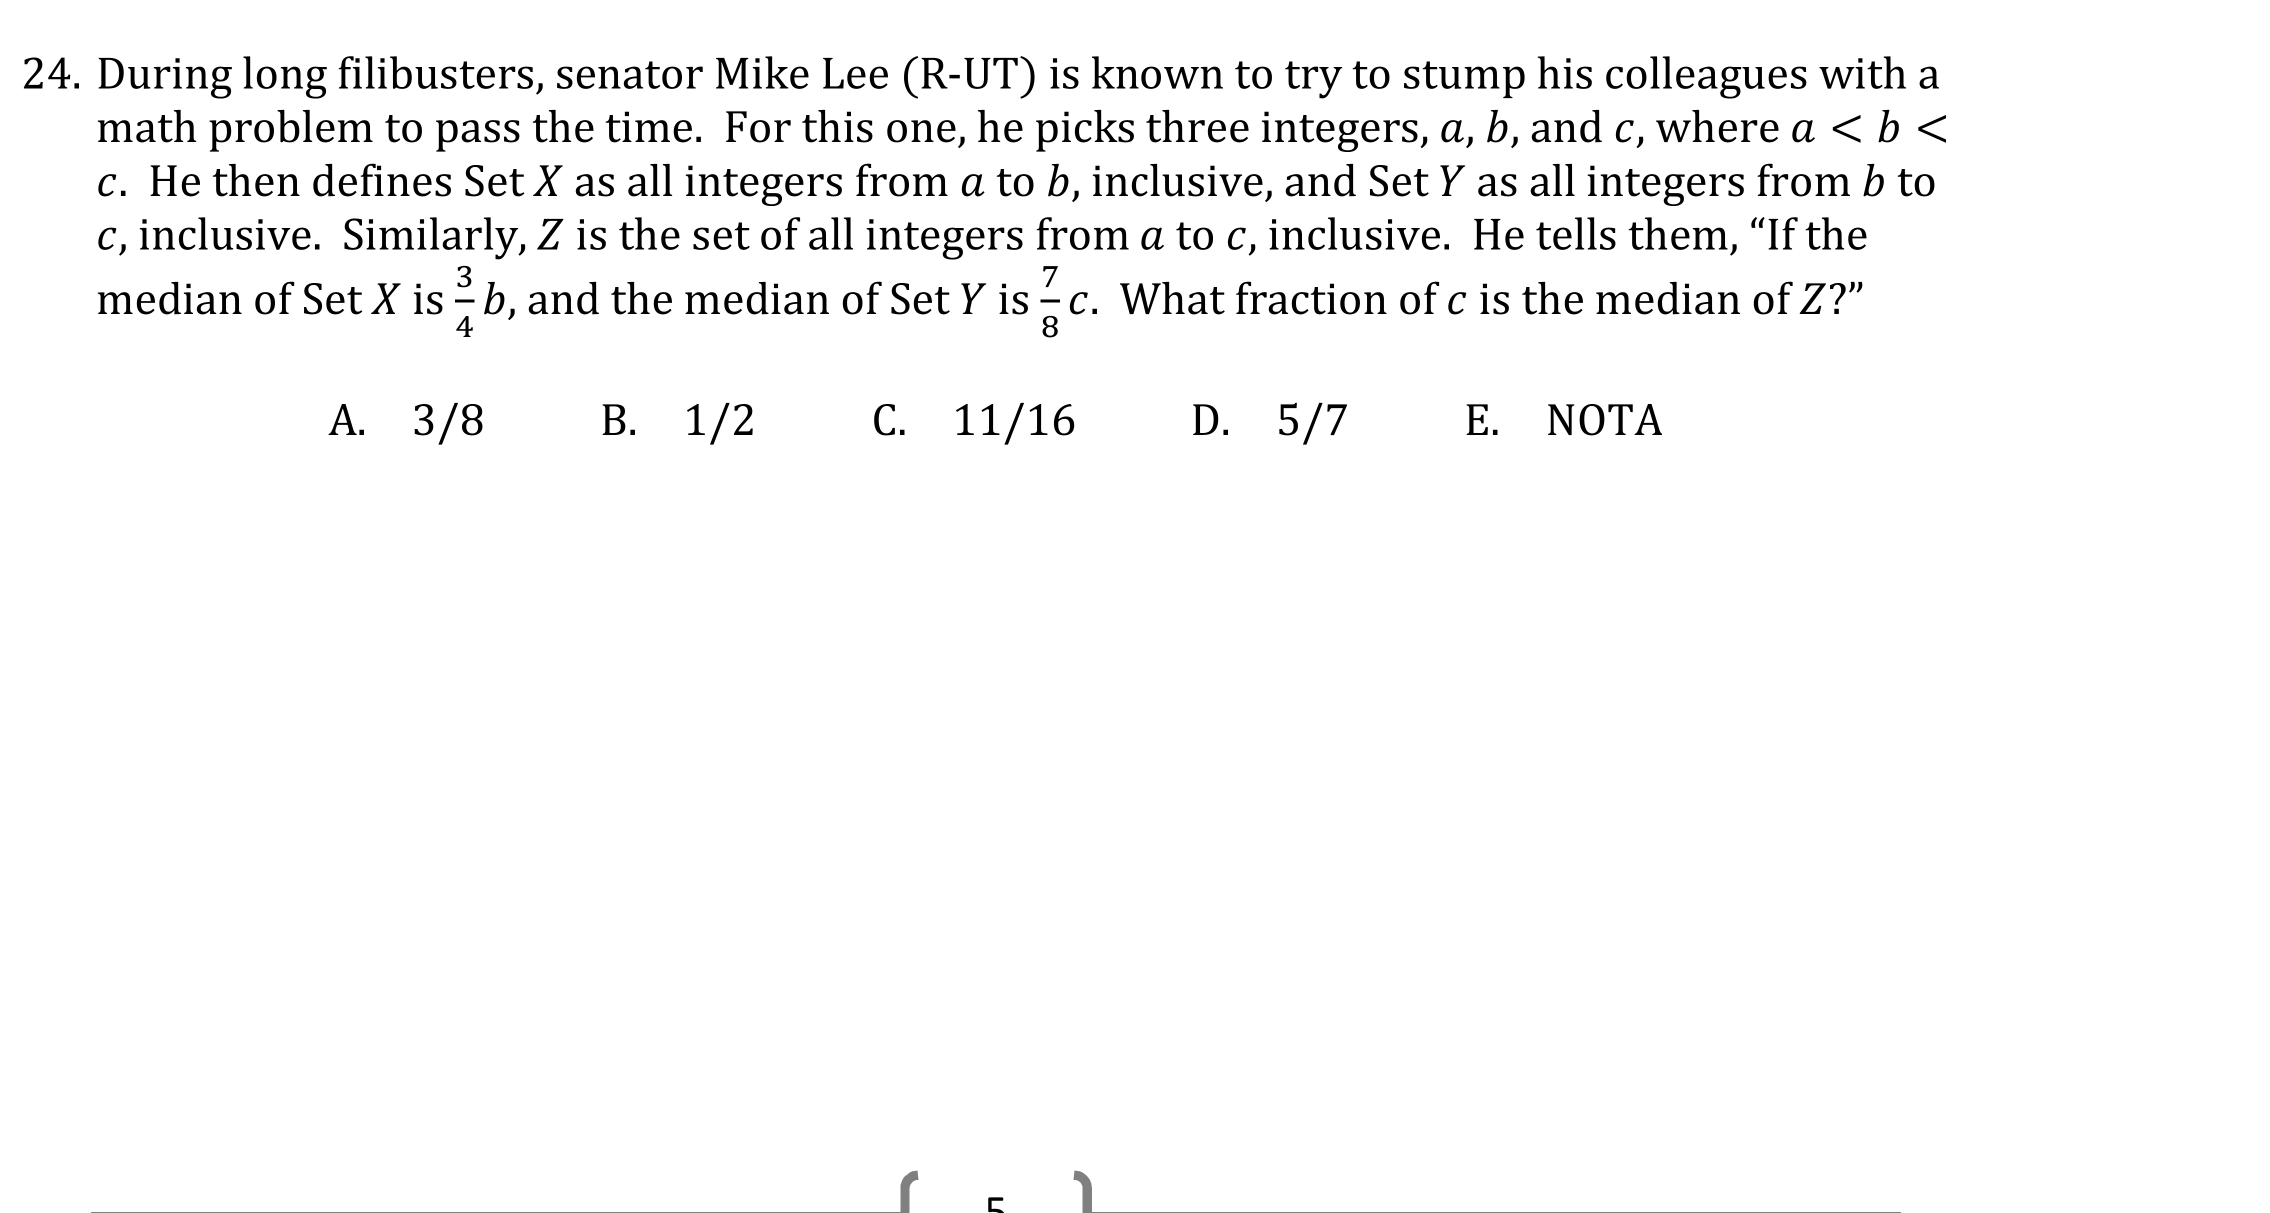 24. During long filibusters, senator Mike Lee (R-UT) is known to try to stump his colleagues with a
math problem to pass the time.  For this one, he picks three integers, a, b, and c, where a < b <
c.  He then defines Set X as all integers from a to b, inclusive, and Set Y as all integers from b to
c, inclusive.  Similarly, Z is the set of all integers from a to c, inclusive.  He tells them, “If the
median of Set X is 3/4 b, and the median of Set Y is 7/8 c.  What fraction of c is the median of Z?”
A. 3/8 B. 1/2 C. 11/16 D. 5/7 E. NOTA
5